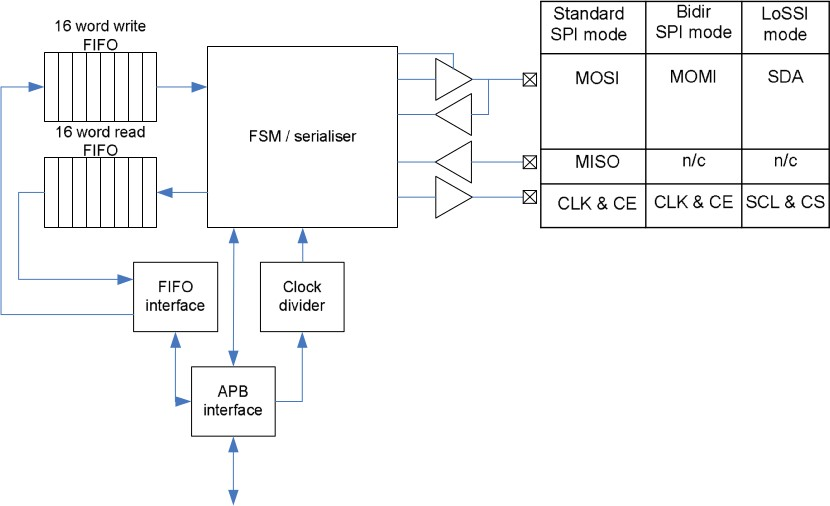 16 word write
FIFO
16 word read
FIFO
FSM / serialiser
FIFO
interface
Clock
divider
APB
interface
Standard
SPI mode
Bidir
SPI mode
LoSSI
mode
MOSI
MOMI
SDA
MISO
n/c
n/c
CLK & CE
CLK & CE
SCL & CS